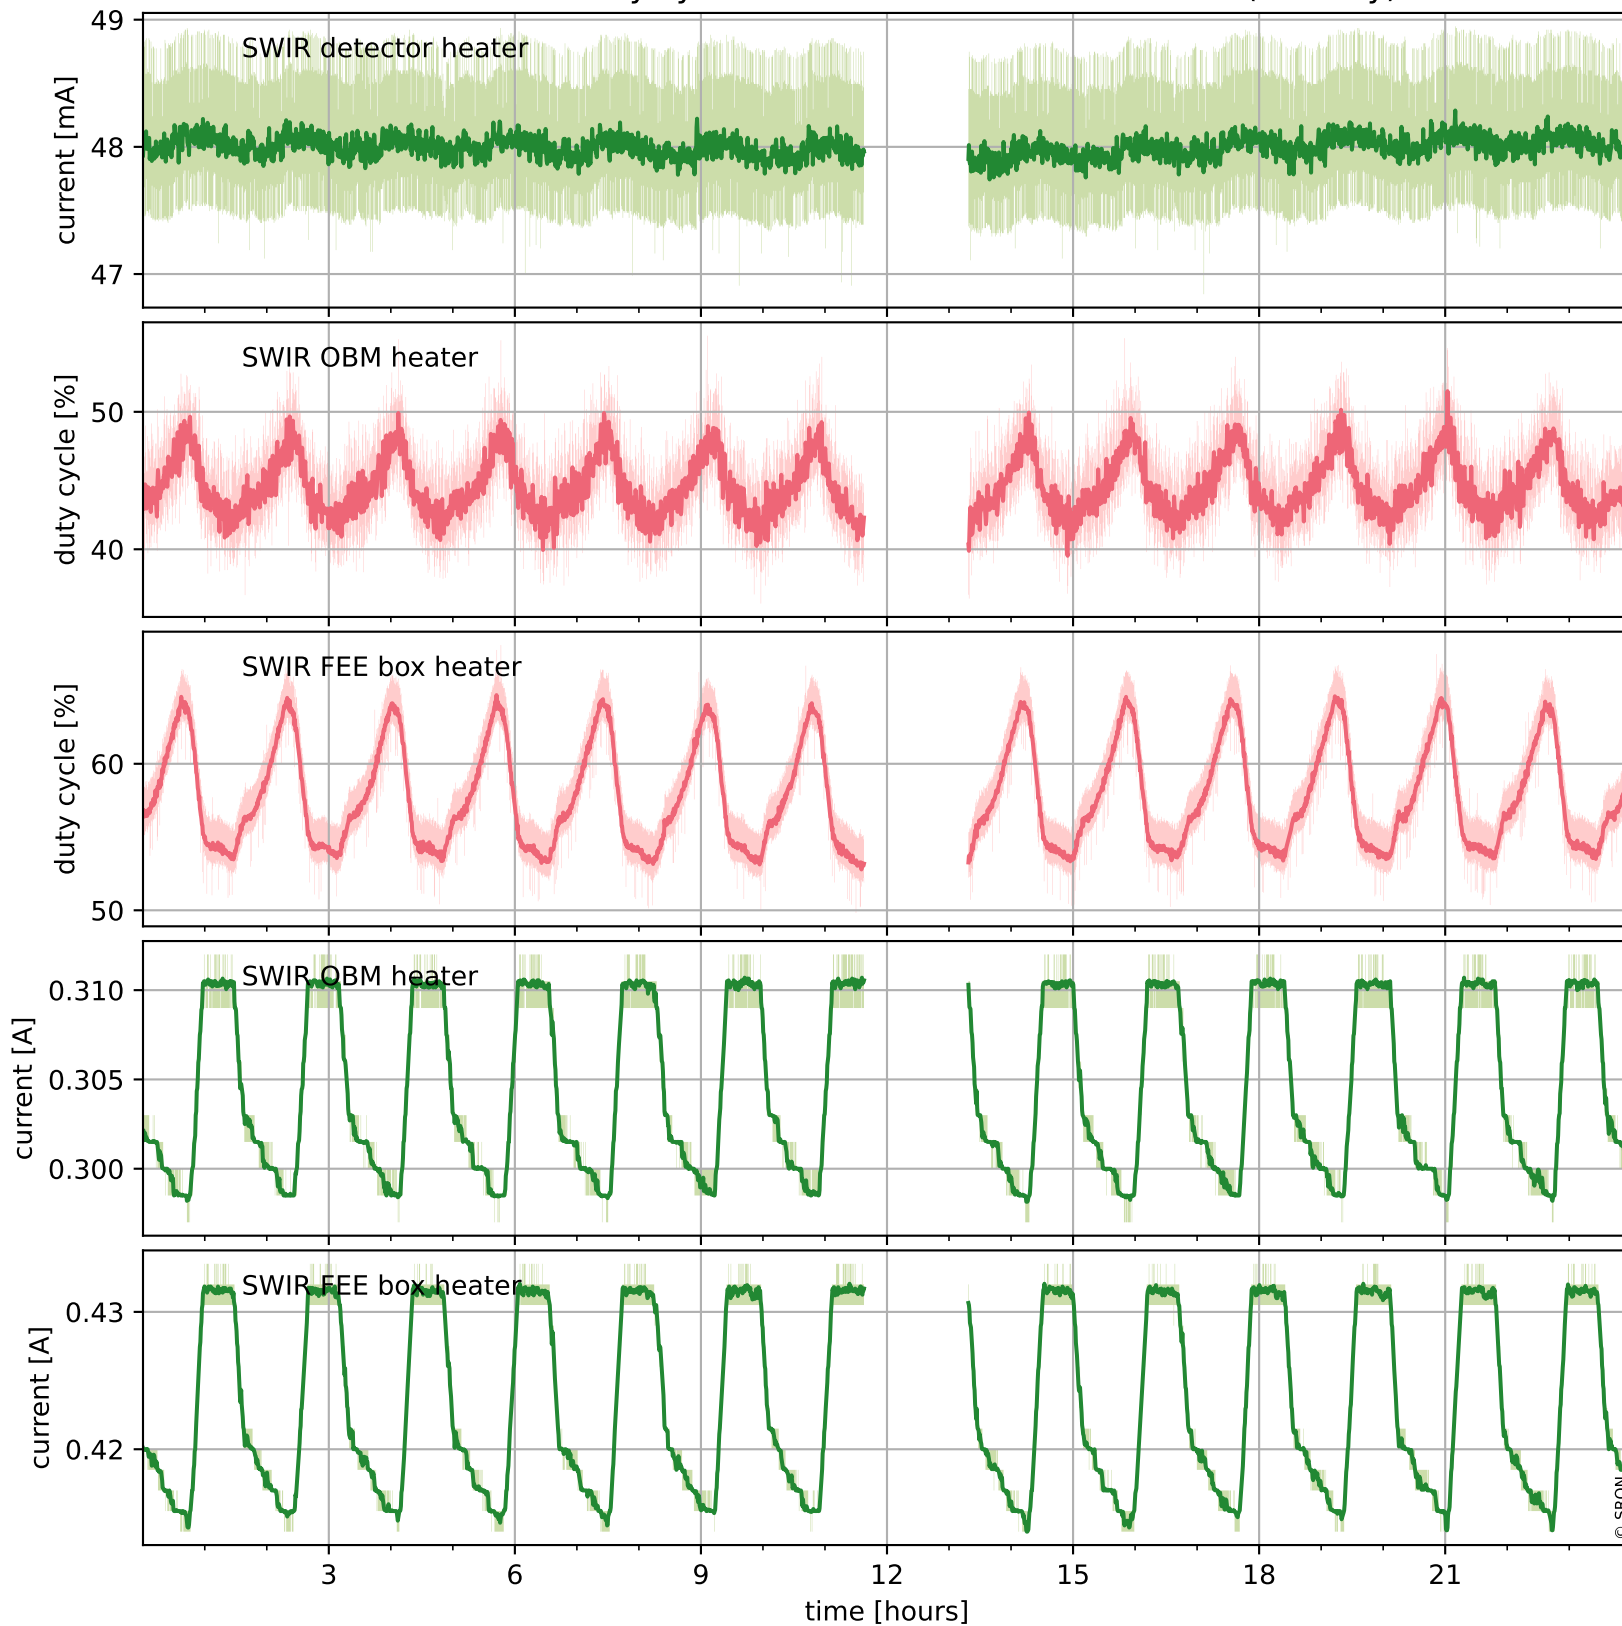 49
SWIR detector heater
48
47
current [mA]
SWIR OBM heater
50
40
duty cycle [%]
SWIR FEE box heater
60
50
duty cycle [%]
SWIR OBM heater
0.310
0.305
0.300
current [A]
SWIR FEE box heater
0.43
0.42
current [A]
© SRON
3 6 9 12 15 18 21
time [hours]